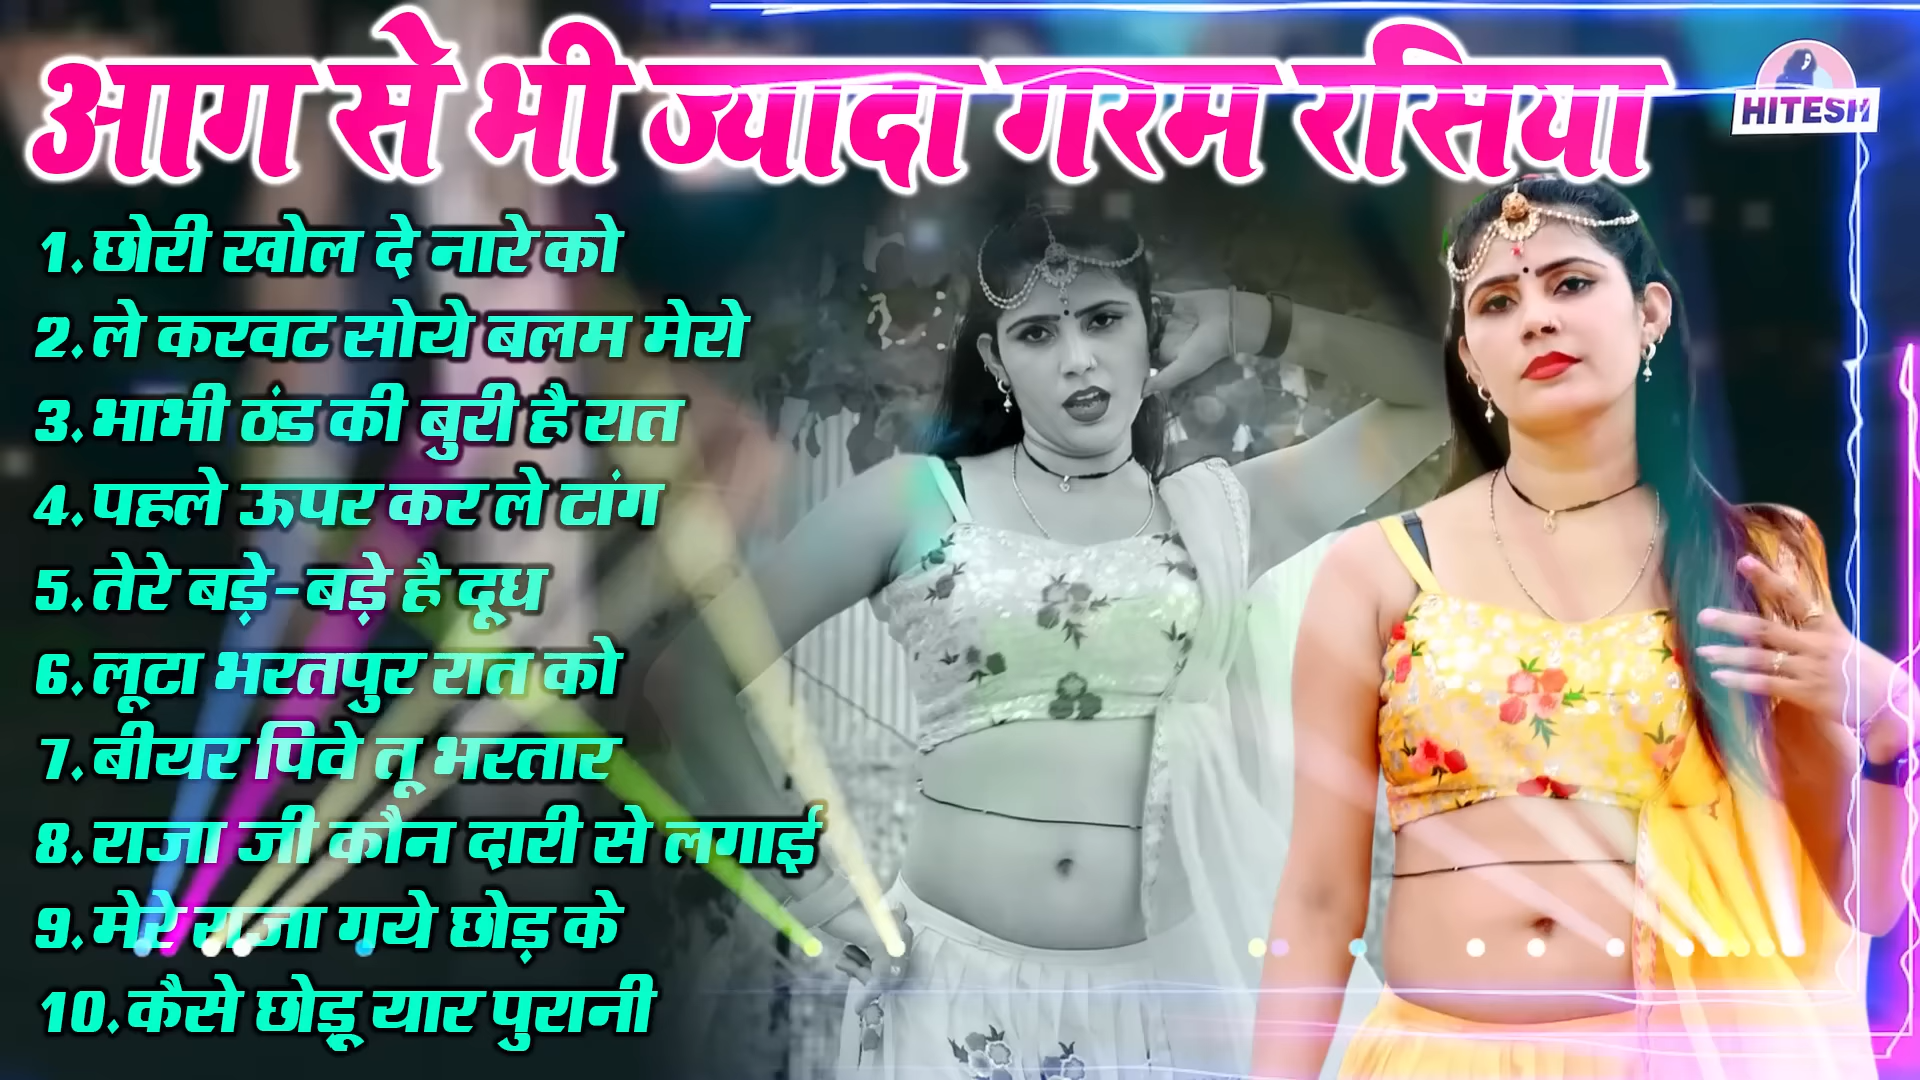 आग से भी ज्यादा गरम रसिया
HITESH
1. छोरी खोल दे नारे को
2. ले करवट सोये बलम मेरो
3. भाभी ठंड की बुरी है रात
4. पहले ऊपर कर ले टांग
5. तेरे बड़े-बड़े है दूध
6. लूटा भरतपुर रात को
7. बीयर पिवे तू भरतार
8. राजा जी कौन दारी से लगाई
9. मेरे राजा गये छोड़ के
10. कैसे छोड़ू यार पुरानी